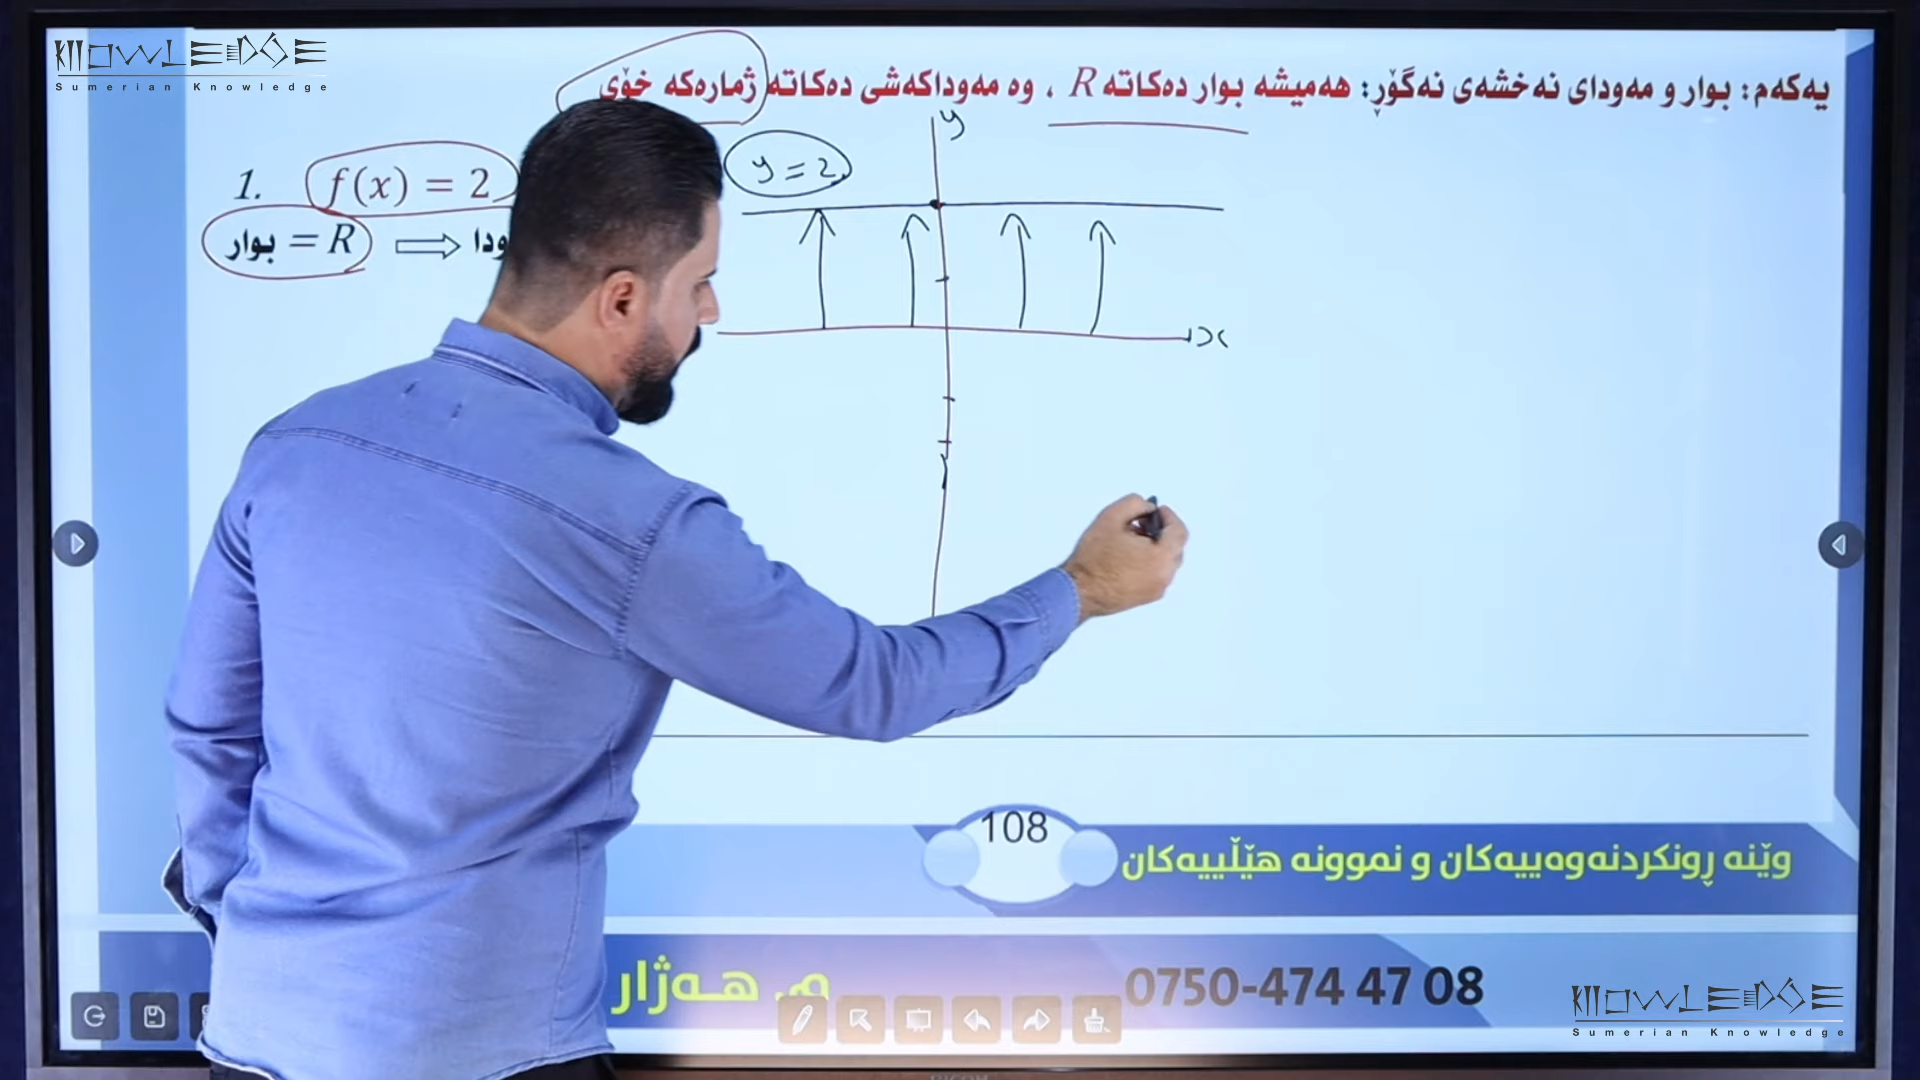 KNOWLEDGE
Sumerian Knowledge
یەکەم: بوار و مەودای نەخشەی نەگۆڕ: هەمیشە بوار دەکاتە R ، وە مەوداکەشی دەکاتە ژمارەکە خۆی
y
y = 2
1. f(x) = 2
بوار = R ⟹
x
108
وێنە ڕونکردنەوەییەکان و نموونە هێڵییەکان
م. هەژار
0750-474 47 08
KNOWLEDGE
Sumerian Knowledge